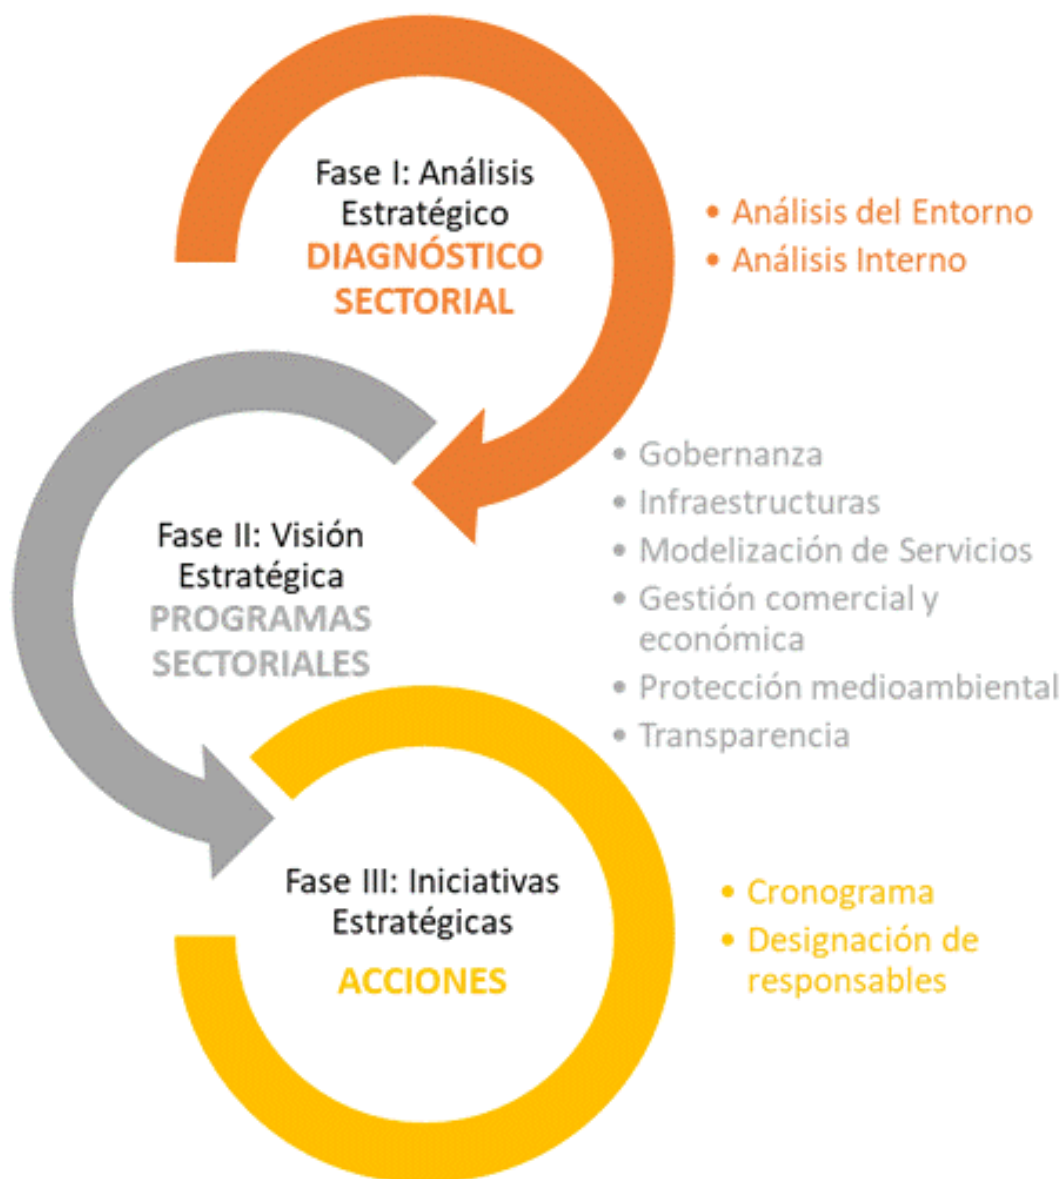 Fase I: Análisis
Estratégico
DIAGNÓSTICO
SECTORIAL
• Análisis del Entorno
• Análisis Interno
Fase II: Visión
Estratégica
PROGRAMAS
SECTORIALES
• Gobernanza
• Infraestructuras
• Modelización de Servicios
• Gestión comercial y
económica
• Protección medioambiental
• Transparencia
Fase III: Iniciativas
Estratégicas
ACCIONES
• Cronograma
• Designación de
responsables